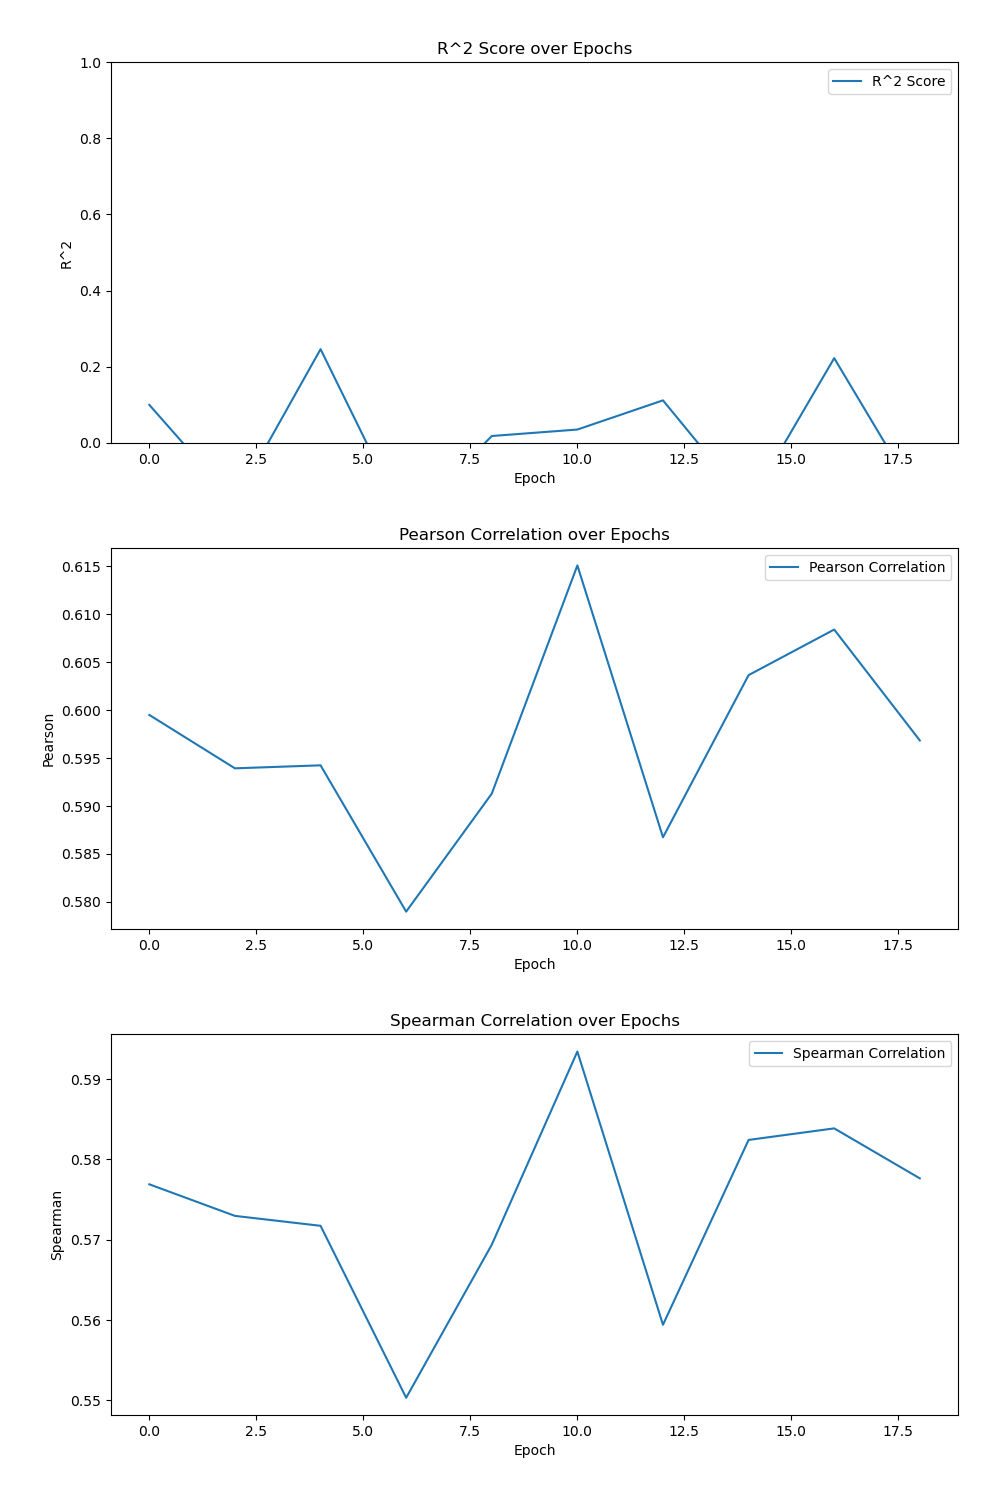 R^2 Score over Epochs
1.0
R^2 Score
0.8
0.6
R^2
0.4
0.2
0.0
0.0 2.5 5.0 7.5 10.0 12.5 15.0 17.5
Epoch
Pearson Correlation over Epochs
0.615
Pearson Correlation
0.610
0.605
0.600
Pearson
0.595
0.590
0.585
0.580
0.0 2.5 5.0 7.5 10.0 12.5 15.0 17.5
Epoch
Spearman Correlation over Epochs
Spearman Correlation
0.59
0.58
Spearman
0.57
0.56
0.55
0.0 2.5 5.0 7.5 10.0 12.5 15.0 17.5
Epoch